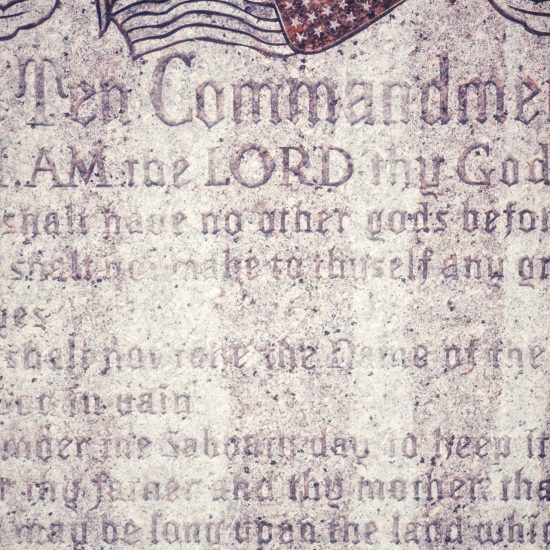 Ten Commandme
I AM the LORD thy God
shalt have no other gods befor
shalt not make to thyself any gr
ges
shalt not take the Name of the
God in vain
mber the Sabbath day to keep it
r thy father and thy mother tha
may be long upon the land whic